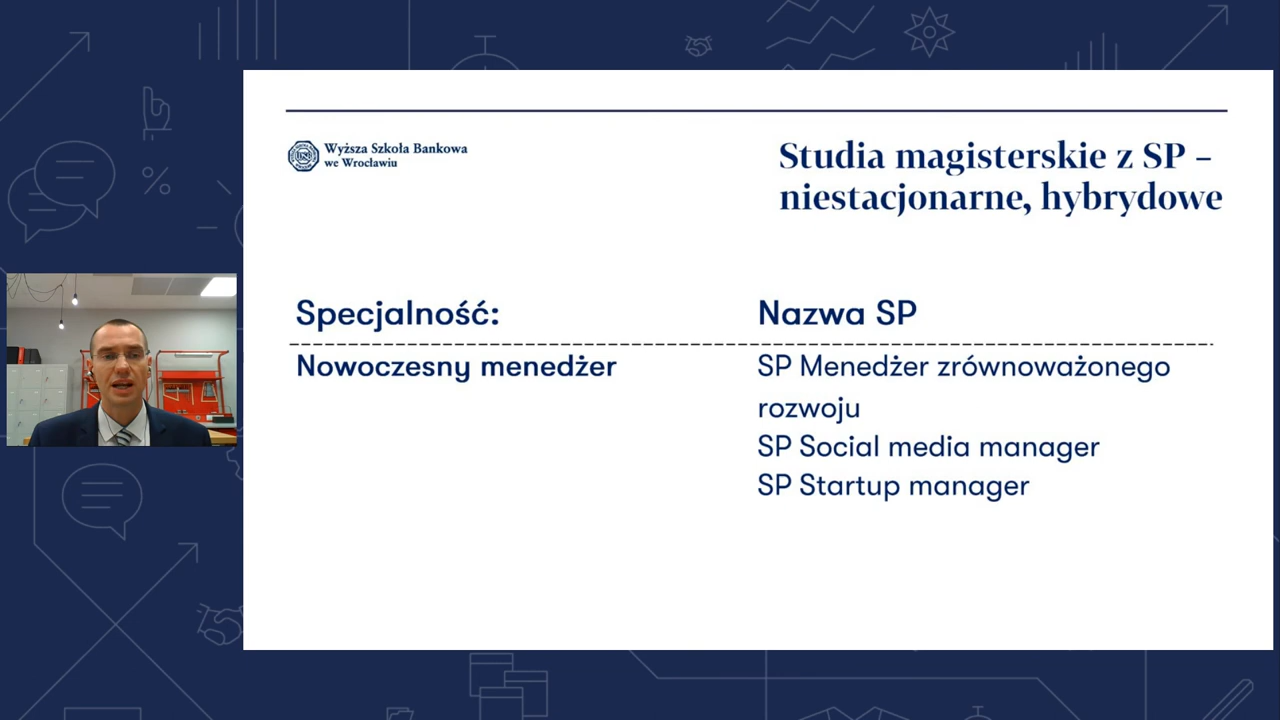 Wyższa Szkoła Bankowa
we Wrocławiu
Studia magisterskie z SP –
niestacjonarne, hybrydowe
Specjalność:
Nazwa SP
Nowoczesny menedżer
SP Menedżer zrównoważonego
rozwoju
SP Social media manager
SP Startup manager